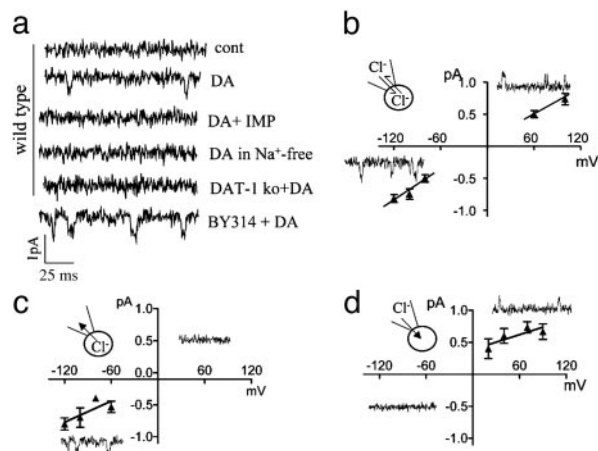 a
wild type
cont
DA
DA+ IMP
DA in Na⁺-free
DAT-1 ko+DA
BY314 + DA
1pA
25 ms
b
Cl⁻
Cl⁻
pA
1.0
0.5
-120 -60
60 120
mV
-0.5
-1.0
c
pA
1.0
0.5
0.0
Cl⁻
-120 -60
60 120
mV
-0.5
-1.0
d
Cl⁻
pA
1.0
0.5
-120 -60
60 120
mV
-0.5
-1.0